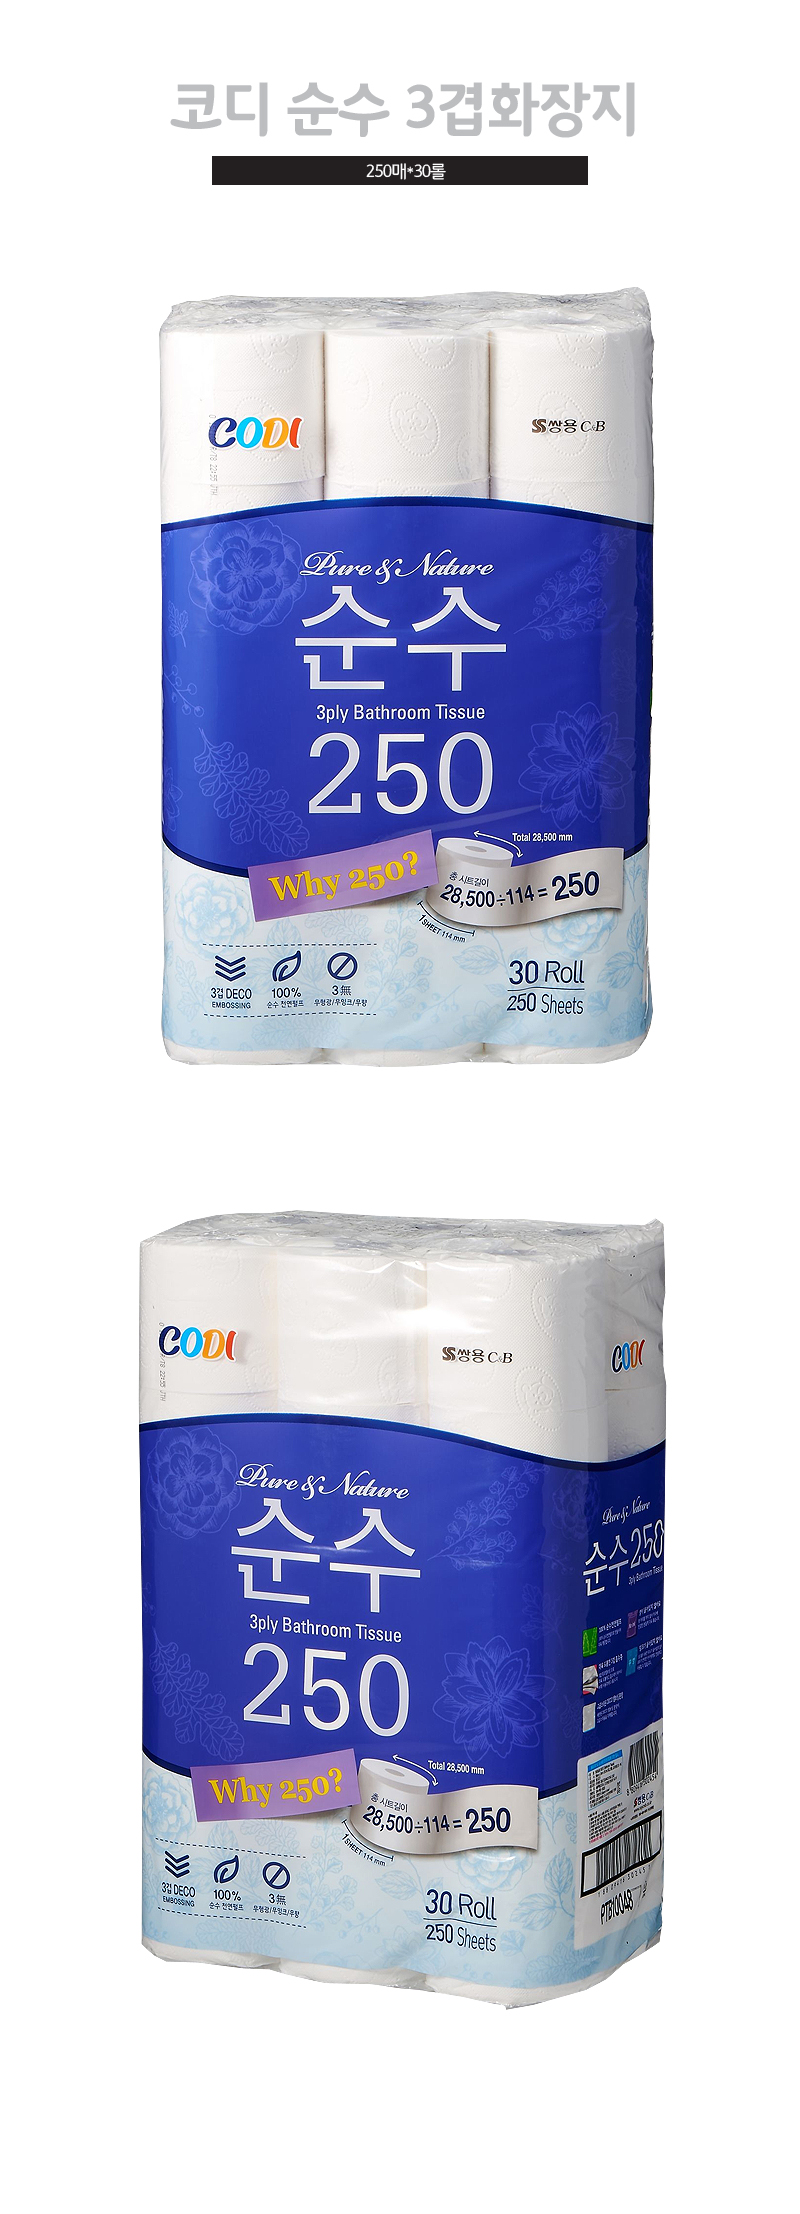 코디 순수 3겹화장지
250매*30롤
CODI
쌍용 C&B
Pure & Nature
순수
3ply Bathroom Tissue
250
Total 28,500 mm
Why 250?
총 시트길이
28,500÷114 = 250
1SHEET 114 mm
3겹 DECO
EMBOSSING
100%
순수 천연펄프
3無
무형광/무잉크/무향
30 Roll
250 Sheets
CODI
쌍용 C&B
CODI
Pure & Nature
순수
3ply Bathroom Tissue
250
Pure & Nature
순수250
3ply Bathroom Tissue
Total 28,500 mm
Why 250?
총 시트길이
28,500÷114 = 250
1SHEET 114 mm
3겹 DECO
EMBOSSING
100%
순수 천연펄프
3無
무형광/무잉크/무향
30 Roll
250 Sheets
쌍용 C&B
PTB10048